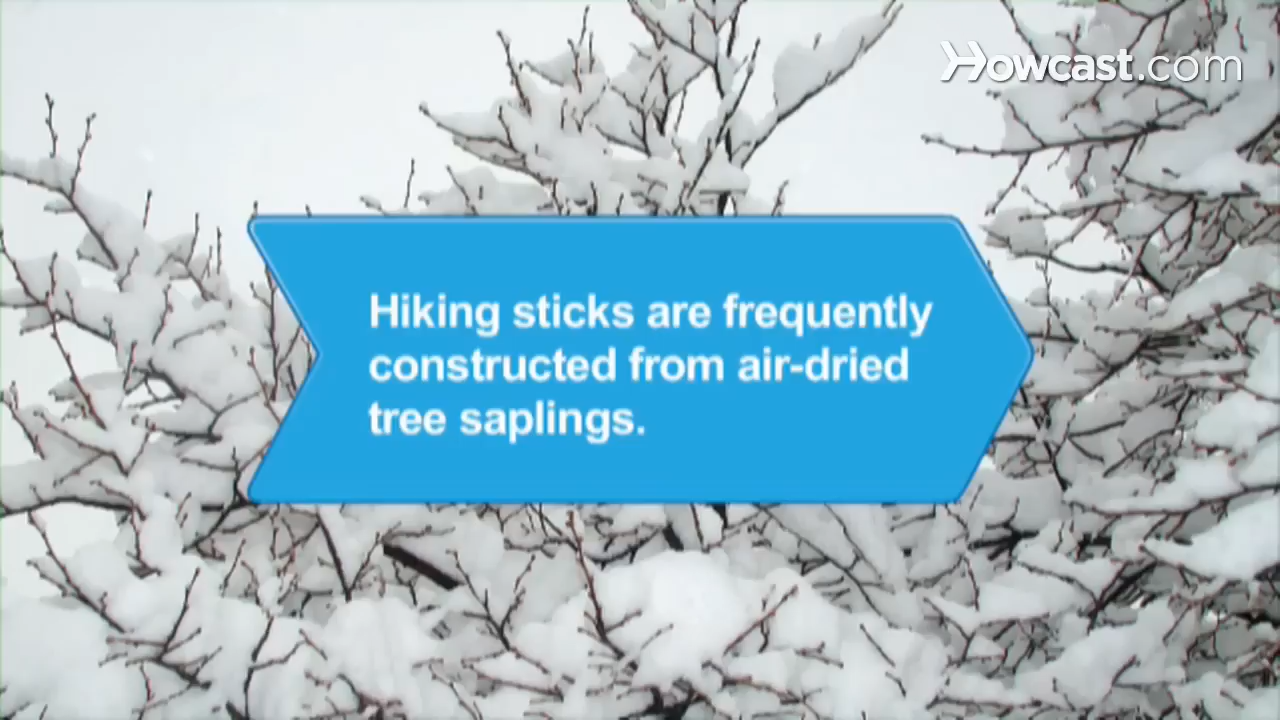 Howcast.com
Hiking sticks are frequently
constructed from air-dried
tree saplings.